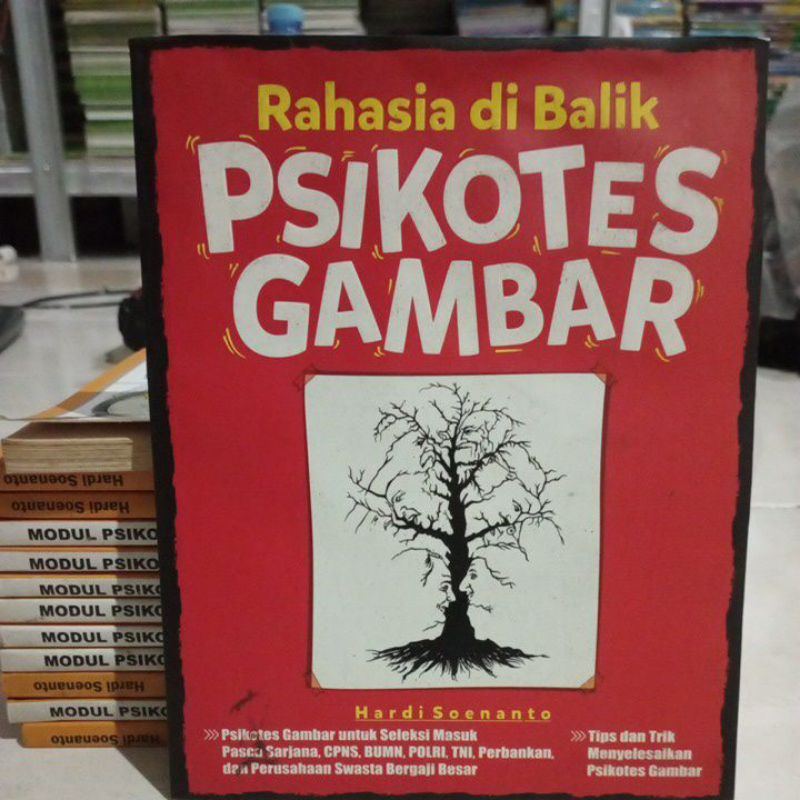 Rahasia di Balik
PSIKOTES
GAMBAR
Hardi Soenanto
Psikotes Gambar untuk Seleksi Masuk
Pasca Sarjana, CPNS, BUMN, POLRI, TNI, Perbankan,
dan Perusahaan Swasta Bergaji Besar
Tips dan Trik
Menyelesaikan
Psikotes Gambar
Hardi Soenanto
Hardi Soenanto
MODUL PSIKO
MODUL PSIKO
MODUL PSIKO
MODUL PSIKO
MODUL PSIKO
MODUL PSIKO
Hardi Soenanto
MODUL PSIKO
Hardi Soenanto